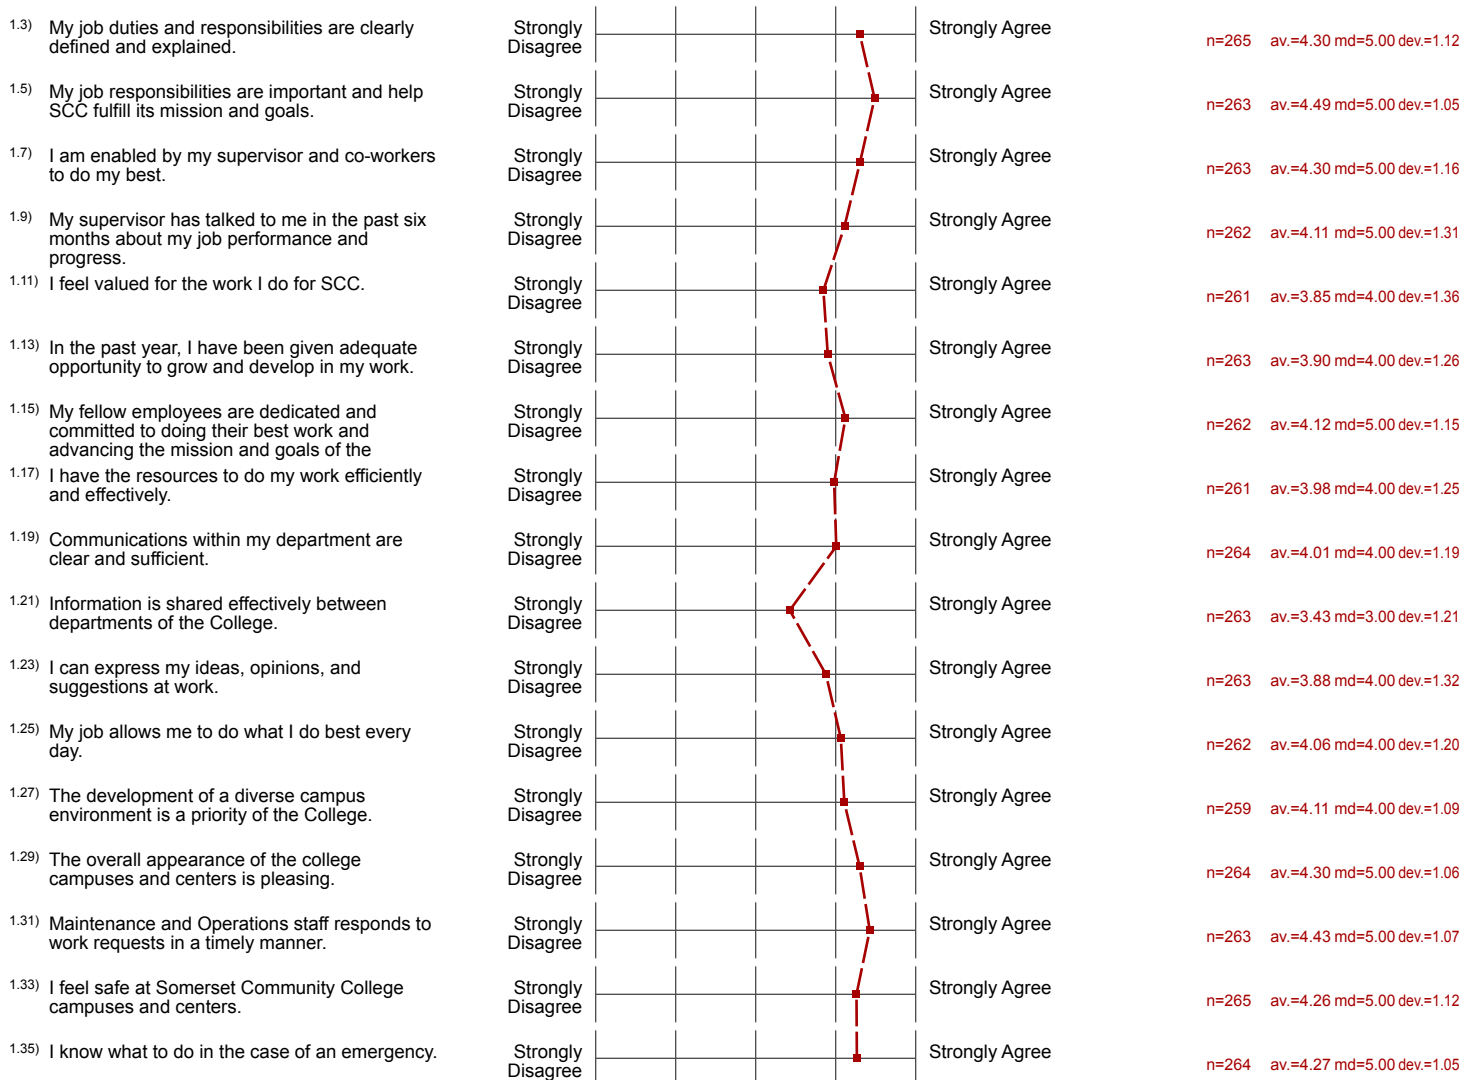 1.3) My job duties and responsibilities are clearly
defined and explained.
Strongly
Disagree
Strongly Agree
n=265 av.=4.30 md=5.00 dev.=1.12
1.5) My job responsibilities are important and help
SCC fulfill its mission and goals.
Strongly
Disagree
Strongly Agree
n=263 av.=4.49 md=5.00 dev.=1.05
1.7) I am enabled by my supervisor and co-workers
to do my best.
Strongly
Disagree
Strongly Agree
n=263 av.=4.30 md=5.00 dev.=1.16
1.9) My supervisor has talked to me in the past six
months about my job performance and
progress.
Strongly
Disagree
Strongly Agree
n=262 av.=4.11 md=5.00 dev.=1.31
1.11) I feel valued for the work I do for SCC.
Strongly
Disagree
Strongly Agree
n=261 av.=3.85 md=4.00 dev.=1.36
1.13) In the past year, I have been given adequate
opportunity to grow and develop in my work.
Strongly
Disagree
Strongly Agree
n=263 av.=3.90 md=4.00 dev.=1.26
1.15) My fellow employees are dedicated and
committed to doing their best work and
advancing the mission and goals of the
Strongly
Disagree
Strongly Agree
n=262 av.=4.12 md=5.00 dev.=1.15
1.17) I have the resources to do my work efficiently
and effectively.
Strongly
Disagree
Strongly Agree
n=261 av.=3.98 md=4.00 dev.=1.25
1.19) Communications within my department are
clear and sufficient.
Strongly
Disagree
Strongly Agree
n=264 av.=4.01 md=4.00 dev.=1.19
1.21) Information is shared effectively between
departments of the College.
Strongly
Disagree
Strongly Agree
n=263 av.=3.43 md=3.00 dev.=1.21
1.23) I can express my ideas, opinions, and
suggestions at work.
Strongly
Disagree
Strongly Agree
n=263 av.=3.88 md=4.00 dev.=1.32
1.25) My job allows me to do what I do best every
day.
Strongly
Disagree
Strongly Agree
n=262 av.=4.06 md=4.00 dev.=1.20
1.27) The development of a diverse campus
environment is a priority of the College.
Strongly
Disagree
Strongly Agree
n=259 av.=4.11 md=4.00 dev.=1.09
1.29) The overall appearance of the college
campuses and centers is pleasing.
Strongly
Disagree
Strongly Agree
n=264 av.=4.30 md=5.00 dev.=1.06
1.31) Maintenance and Operations staff responds to
work requests in a timely manner.
Strongly
Disagree
Strongly Agree
n=263 av.=4.43 md=5.00 dev.=1.07
1.33) I feel safe at Somerset Community College
campuses and centers.
Strongly
Disagree
Strongly Agree
n=265 av.=4.26 md=5.00 dev.=1.12
1.35) I know what to do in the case of an emergency.
Strongly
Disagree
Strongly Agree
n=264 av.=4.27 md=5.00 dev.=1.05